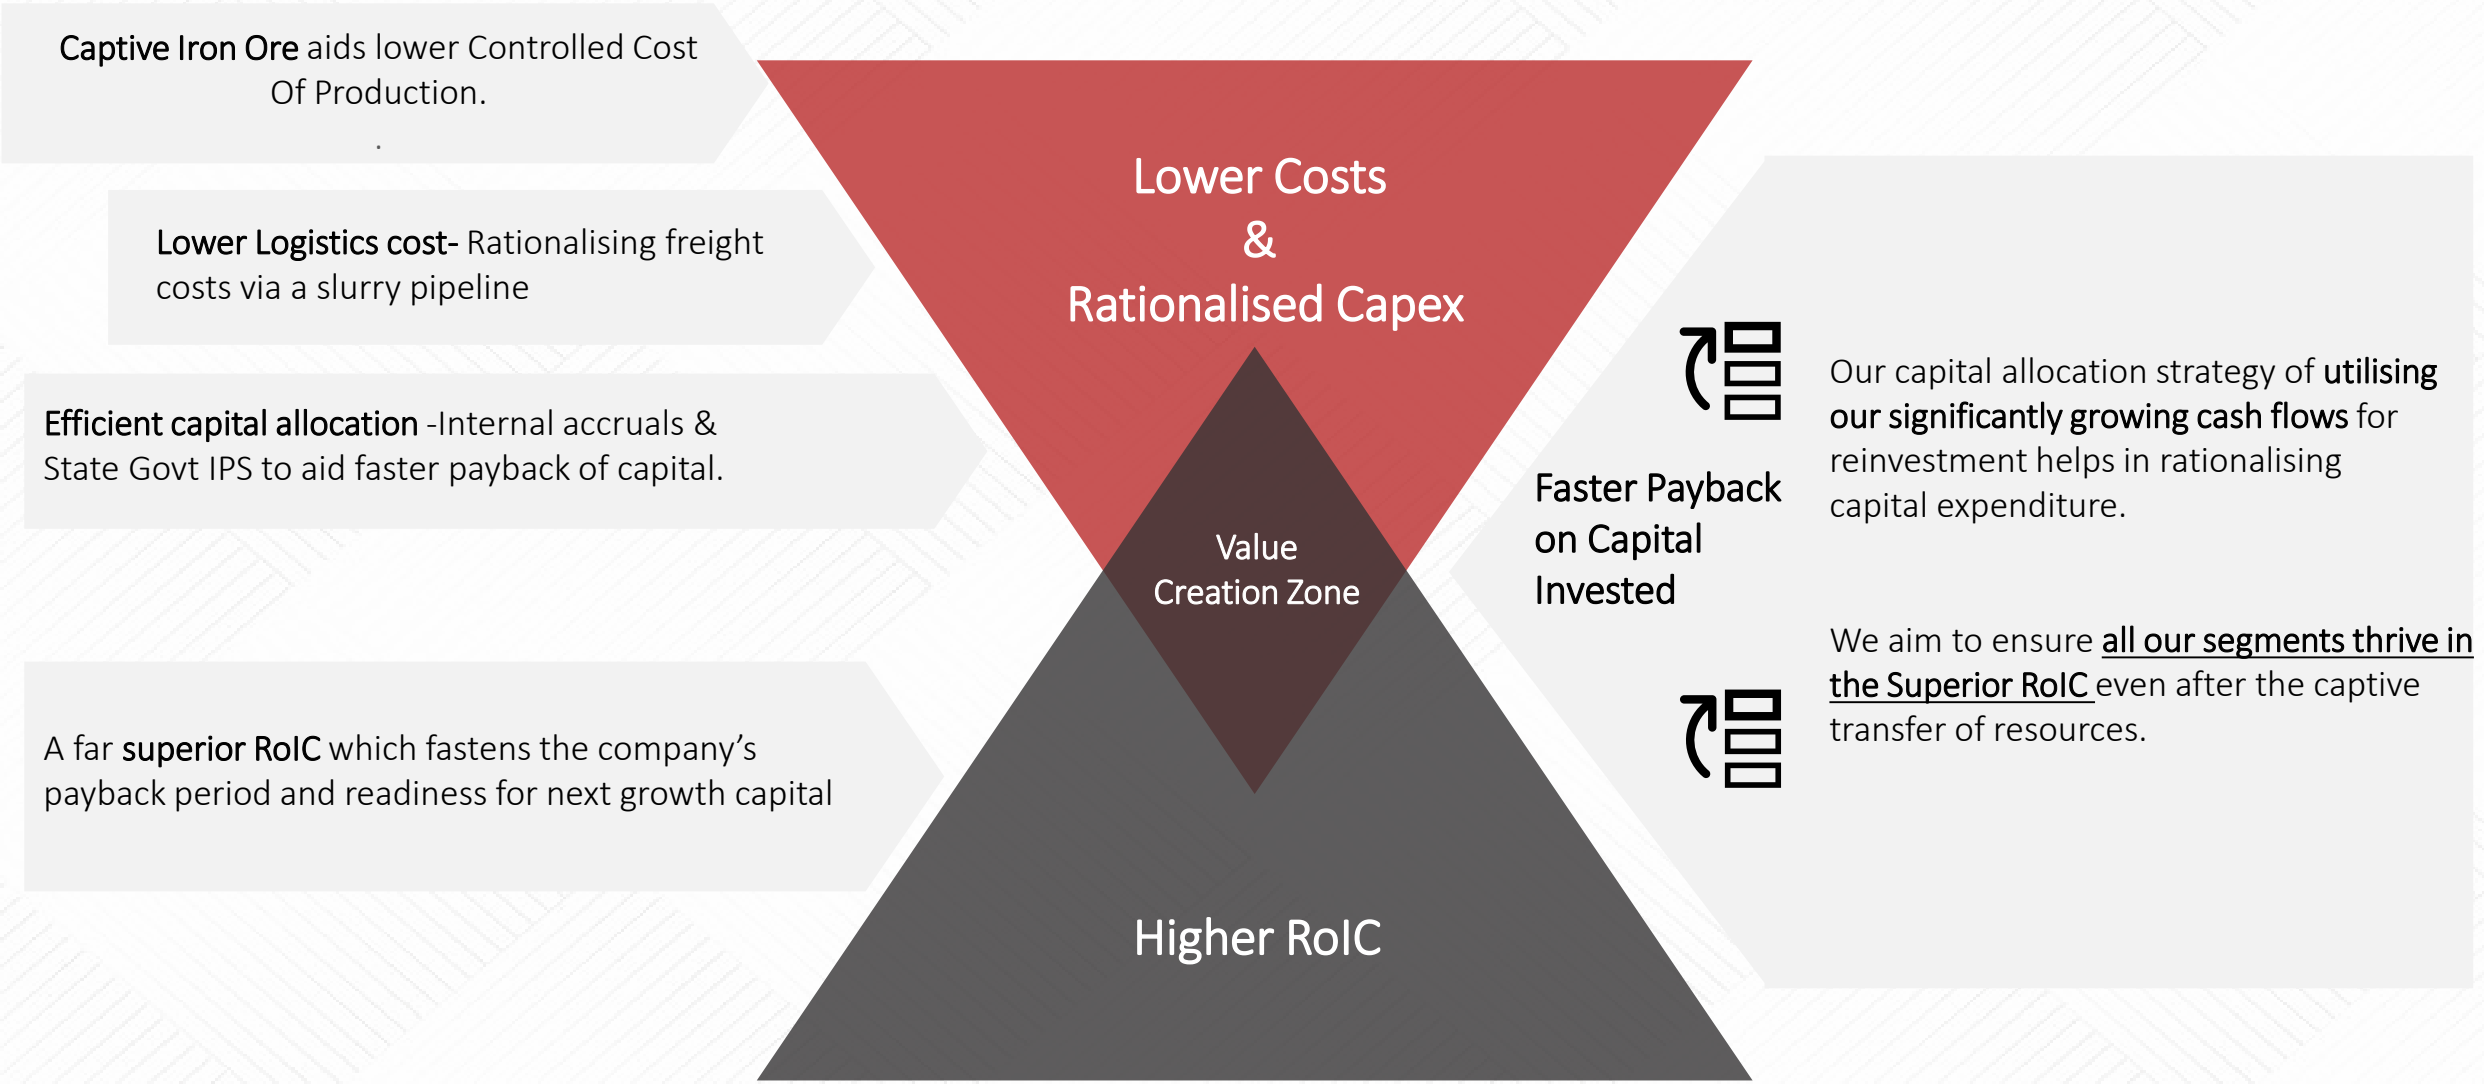 Captive Iron Ore aids lower Controlled Cost
Of Production.
.
Lower Logistics cost- Rationalising freight
costs via a slurry pipeline
Efficient capital allocation -Internal accruals &
State Govt IPS to aid faster payback of capital.
A far superior RoIC which fastens the company’s
payback period and readiness for next growth capital
Lower Costs
&
Rationalised Capex
Value
Creation Zone
Higher RoIC
Faster Payback
on Capital
Invested
Our capital allocation strategy of utilising
our significantly growing cash flows for
reinvestment helps in rationalising
capital expenditure.
We aim to ensure all our segments thrive in
the Superior RoIC even after the captive
transfer of resources.